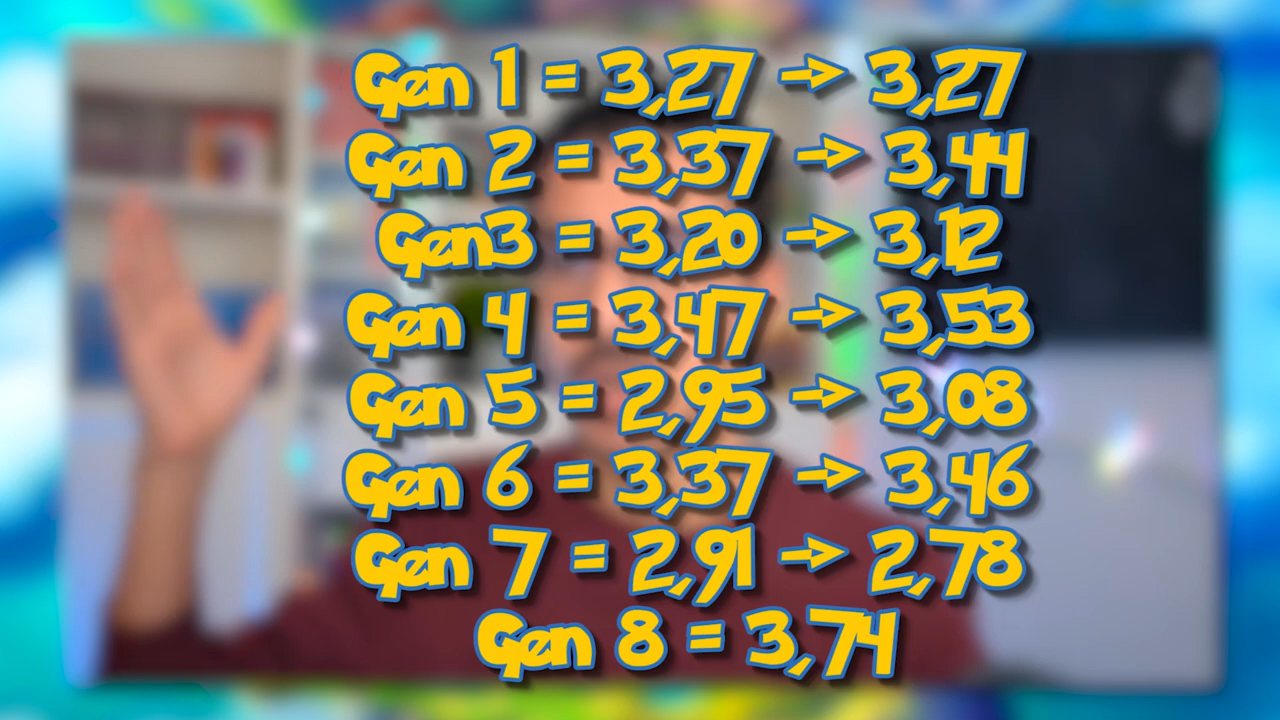 Gen 1 = 3,27 → 3,27
Gen 2 = 3,37 → 3,44
Gen3 = 3,20 → 3,12
Gen 4 = 3,47 → 3,53
Gen 5 = 2,95 → 3,08
Gen 6 = 3,37 → 3,46
Gen 7 = 2,91 → 2,78
Gen 8 = 3,74